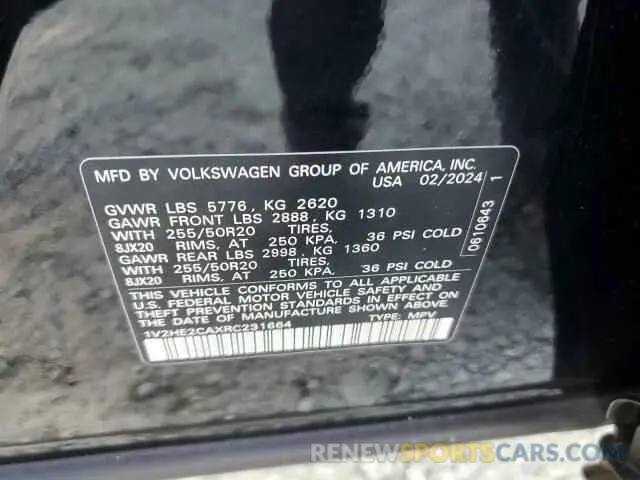 MFD BY VOLKSWAGEN GROUP OF AMERICA, INC.
USA 02/2024
GVWR LBS 5776, KG 2620
GAWR FRONT LBS 2888, KG 1310
WITH 255/50R20 TIRES,
8JX20 RIMS, AT 250 KPA, 36 PSI COLD
GAWR REAR LBS 2998, KG 1360
WITH 255/50R20 TIRES,
8JX20 RIMS, AT 250 KPA, 36 PSI COLD
THIS VEHICLE CONFORMS TO ALL APPLICABLE
U.S. FEDERAL MOTOR VEHICLE SAFETY AND
THEFT PREVENTION STANDARDS IN EFFECT ON
THE DATE OF MANUFACTURE SHOWN ABOVE
1V2HE2CAXRC231664 TYPE: MPV
0610643 1
RENEWSPORTSCARS.COM